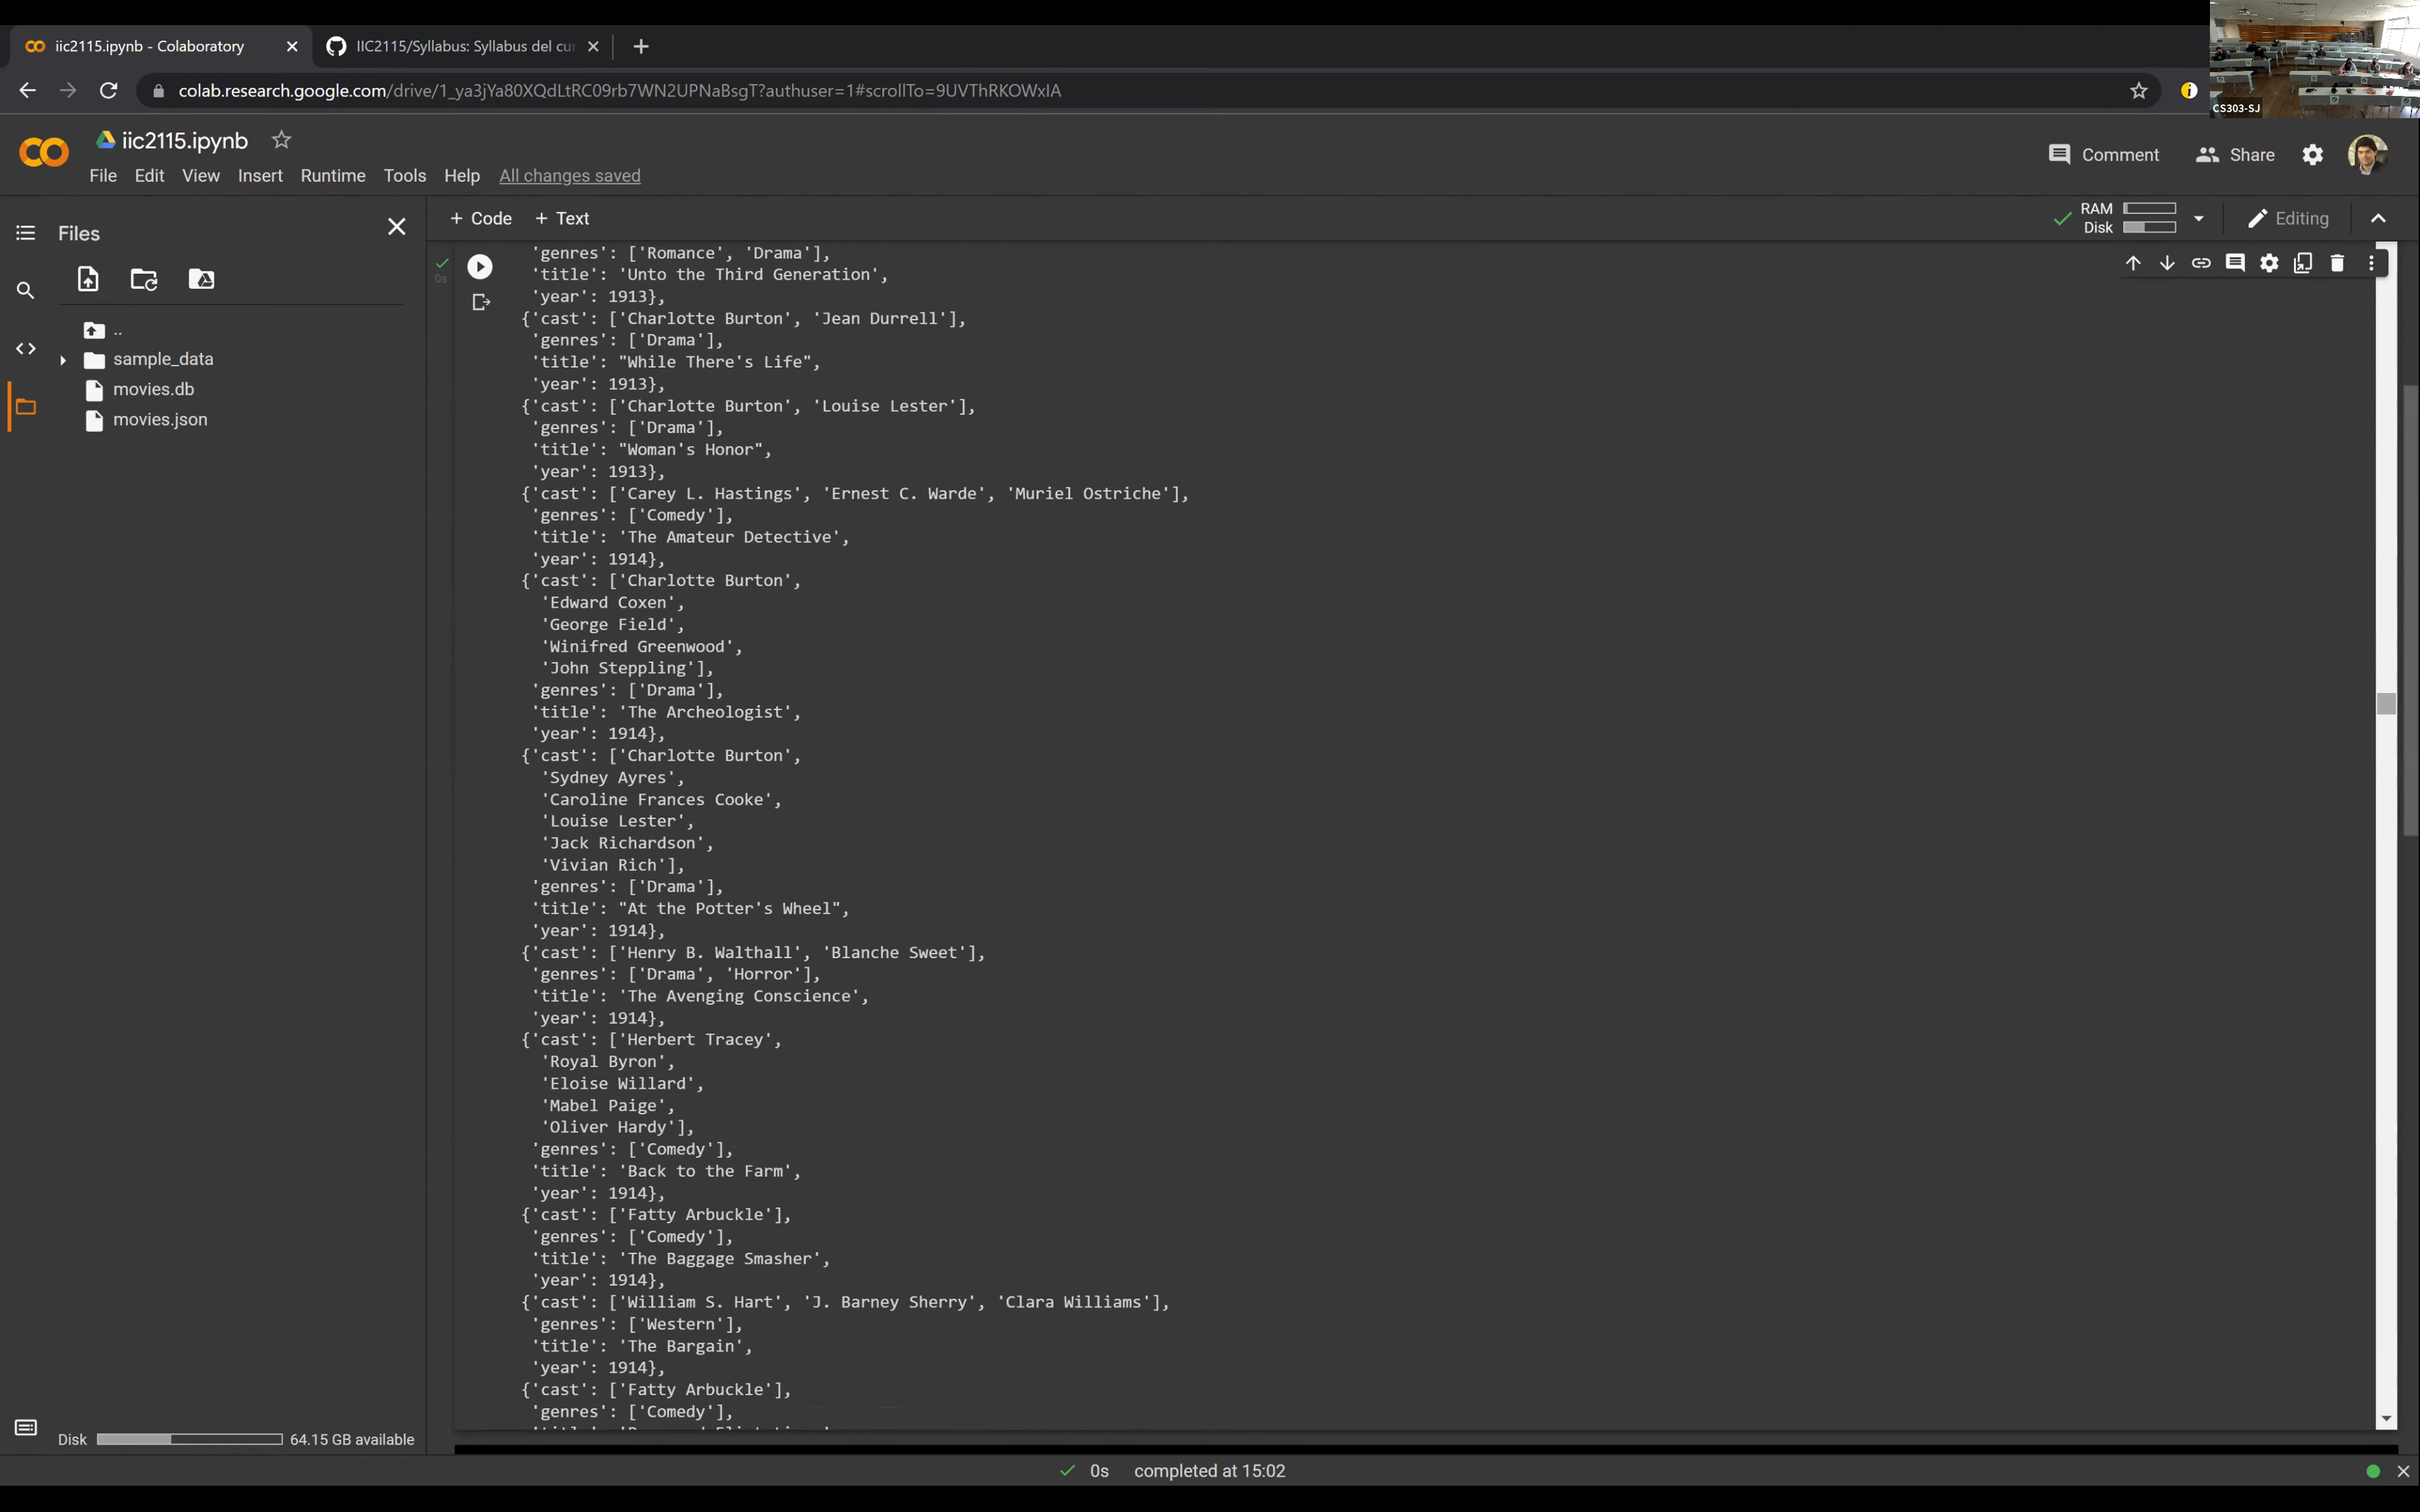 iic2115.ipynb - Colaboratory
IIC2115/Syllabus: Syllabus del cu
colab.research.google.com/drive/1_ya3jYa80XQdLtRC09rb7WN2UPNaBsgT?authuser=1#scrollTo=9UVThRKOWxIA
CS303-SJ
iic2115.ipynb
Comment Share
File Edit View Insert Runtime Tools Help All changes saved
Files
+ Code + Text
RAM
Disk
Editing
..
sample_data
movies.db
movies.json
0s
'genres': ['Romance', 'Drama'],
'title': 'Unto the Third Generation',
'year': 1913},
{'cast': ['Charlotte Burton', 'Jean Durrell'],
'genres': ['Drama'],
'title': "While There's Life",
'year': 1913},
{'cast': ['Charlotte Burton', 'Louise Lester'],
'genres': ['Drama'],
'title': "Woman's Honor",
'year': 1913},
{'cast': ['Carey L. Hastings', 'Ernest C. Warde', 'Muriel Ostriche'],
'genres': ['Comedy'],
'title': 'The Amateur Detective',
'year': 1914},
{'cast': ['Charlotte Burton',
'Edward Coxen',
'George Field',
'Winifred Greenwood',
'John Steppling'],
'genres': ['Drama'],
'title': 'The Archeologist',
'year': 1914},
{'cast': ['Charlotte Burton',
'Sydney Ayres',
'Caroline Frances Cooke',
'Louise Lester',
'Jack Richardson',
'Vivian Rich'],
'genres': ['Drama'],
'title': "At the Potter's Wheel",
'year': 1914},
{'cast': ['Henry B. Walthall', 'Blanche Sweet'],
'genres': ['Drama', 'Horror'],
'title': 'The Avenging Conscience',
'year': 1914},
{'cast': ['Herbert Tracey',
'Royal Byron',
'Eloise Willard',
'Mabel Paige',
'Oliver Hardy'],
'genres': ['Comedy'],
'title': 'Back to the Farm',
'year': 1914},
{'cast': ['Fatty Arbuckle'],
'genres': ['Comedy'],
'title': 'The Baggage Smasher',
'year': 1914},
{'cast': ['William S. Hart', 'J. Barney Sherry', 'Clara Williams'],
'genres': ['Western'],
'title': 'The Bargain',
'year': 1914},
{'cast': ['Fatty Arbuckle'],
'genres': ['Comedy'],
Disk 64.15 GB available
0s completed at 15:02